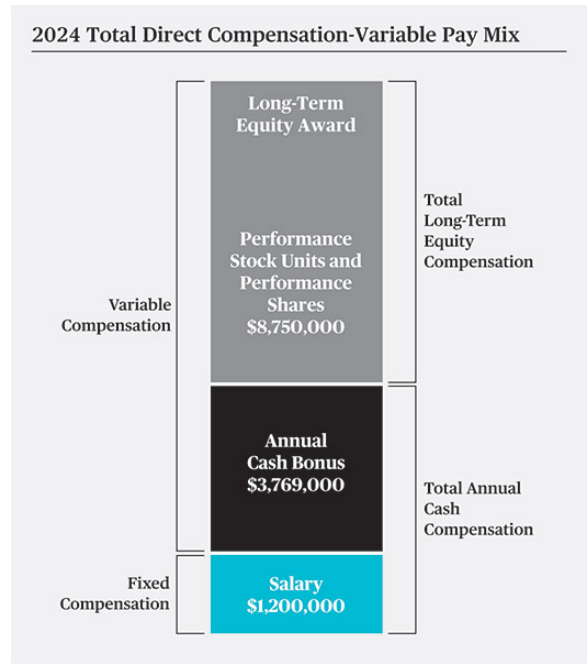 2024 Total Direct Compensation-Variable Pay Mix
Long-Term
Equity Award
Performance
Stock Units and
Performance
Shares
$8,750,000
Total
Long-Term
Equity
Compensation
Variable
Compensation
Annual
Cash Bonus
$3,769,000
Total Annual
Cash
Compensation
Fixed
Compensation
Salary
$1,200,000